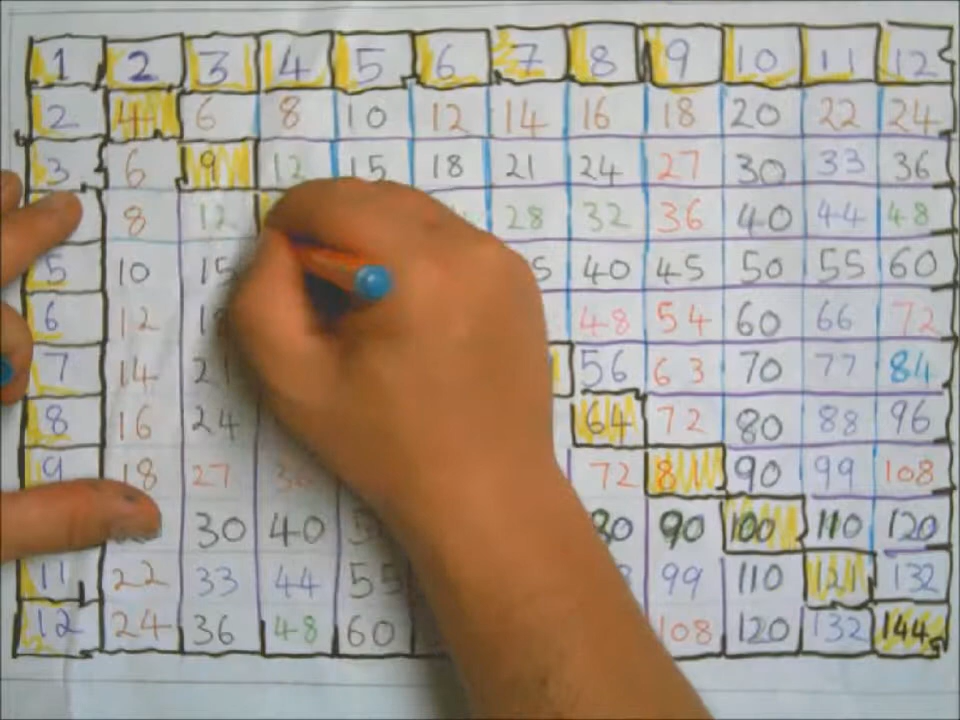 1 2 3 4 5 6 7 8 9 10 11 12
2 4 6 8 10 12 14 16 18 20 22 24
3 6 9 12 15 18 21 24 27 30 33 36
8 12 28 32 36 40 44 48
5 10 15 40 45 50 55 60
6 12 48 54 60 66 72
7 14 21 56 63 70 77 84
8 16 24 64 72 80 88 96
9 18 27 72 81 90 99 108
30 40 90 100 110 120
11 22 33 44 55 99 110 121 132
12 24 36 48 60 108 120 132 144